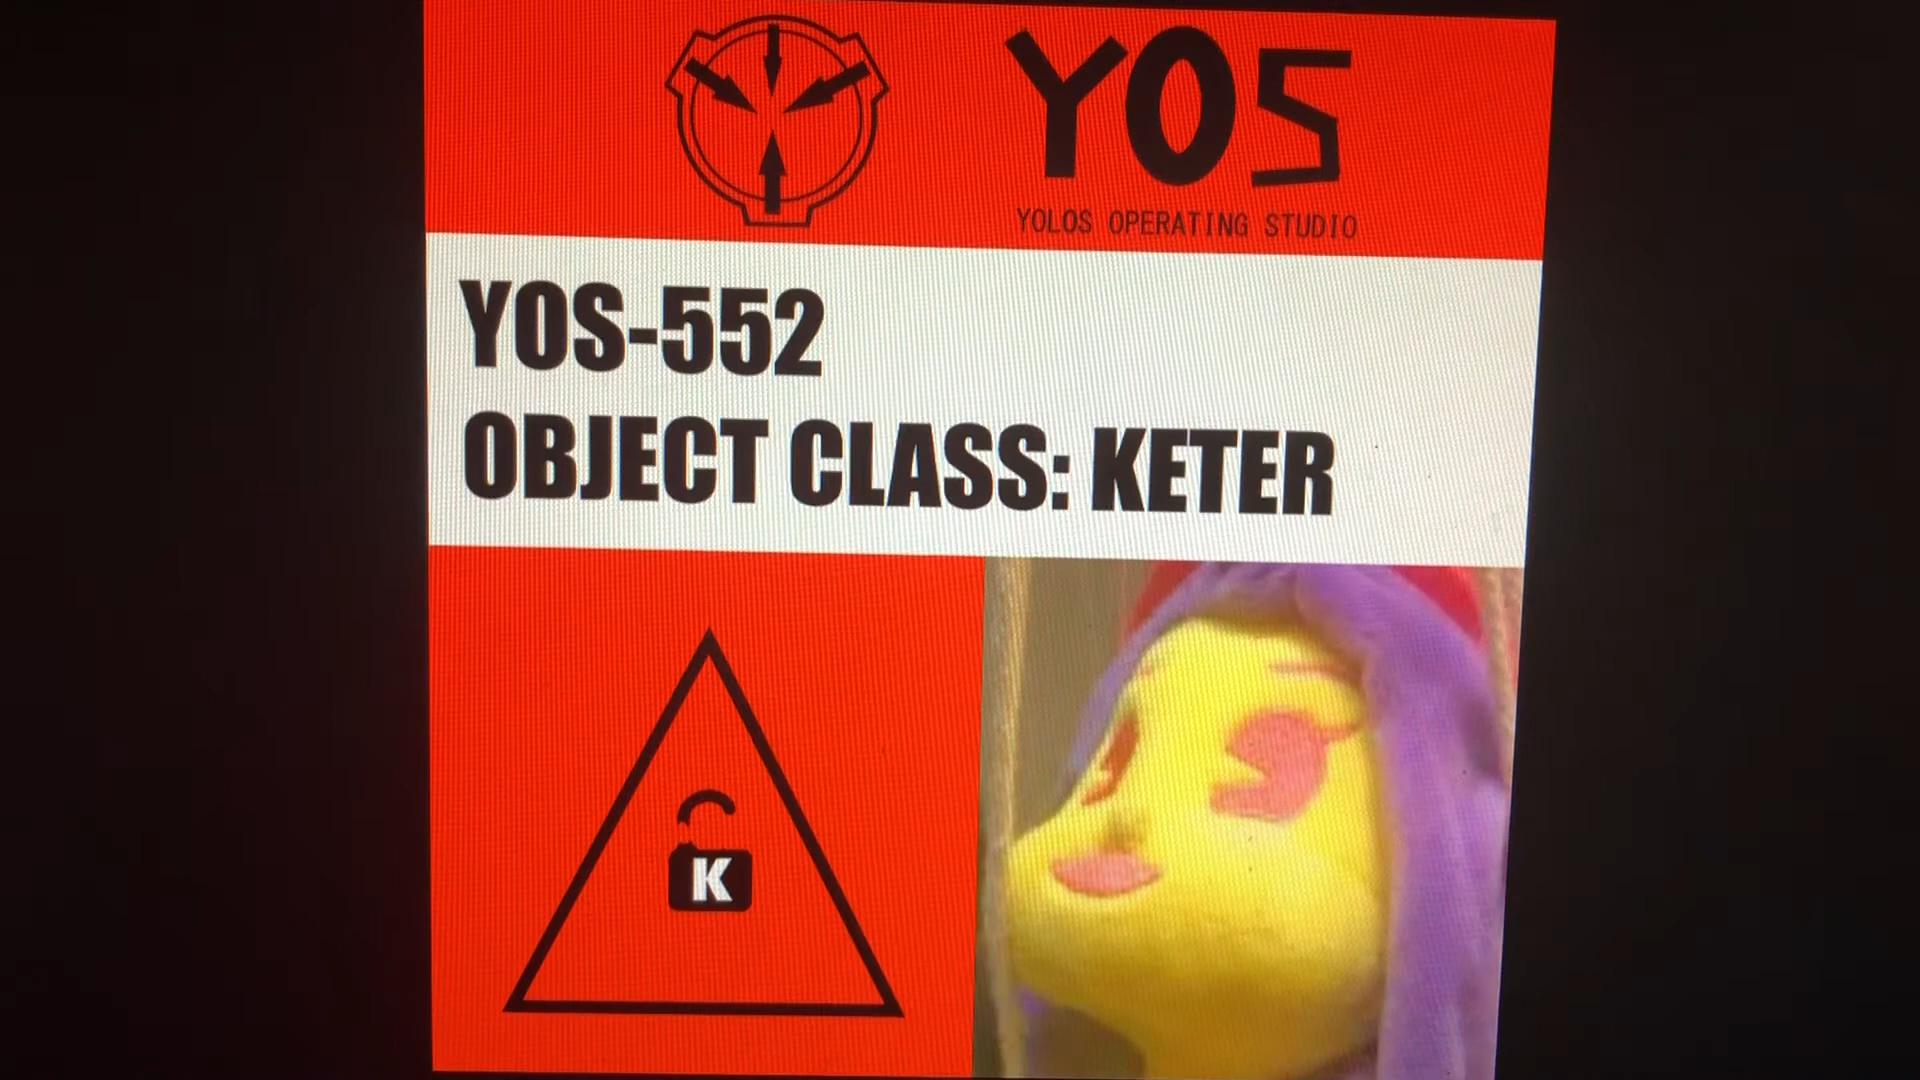 YOS
YOLOS OPERATING STUDIO
YOS-552
OBJECT CLASS: KETER
K